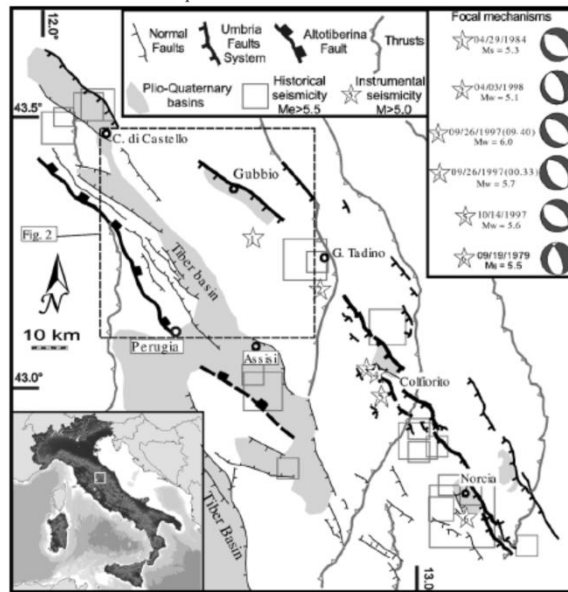 12.0°
43.5°
43.0°
13.0°
Normal
Faults
Umbria
Faults
System
Altotiberina
Fault
Thrusts
Plio-Quaternary
basins
Historical
seismicity
Me>5.5
Instrumental
seismicity
M>5.0
Focal mechanisms
04/29/1984
Ms = 5.3
04/03/1998
Mw = 5.1
09/26/1997(09.40)
Mw = 6.0
09/26/1997(00.33)
Mw = 5.7
5
10/14/1997
Mw = 5.6
6
09/19/1979
Ms = 5.5
C. di Castello
Gubbio
1
G. Tadino
Fig. 2
Tiber basin
10 km
Perugia
Assisi
Colfiorito
Norcia
Tiber Basin